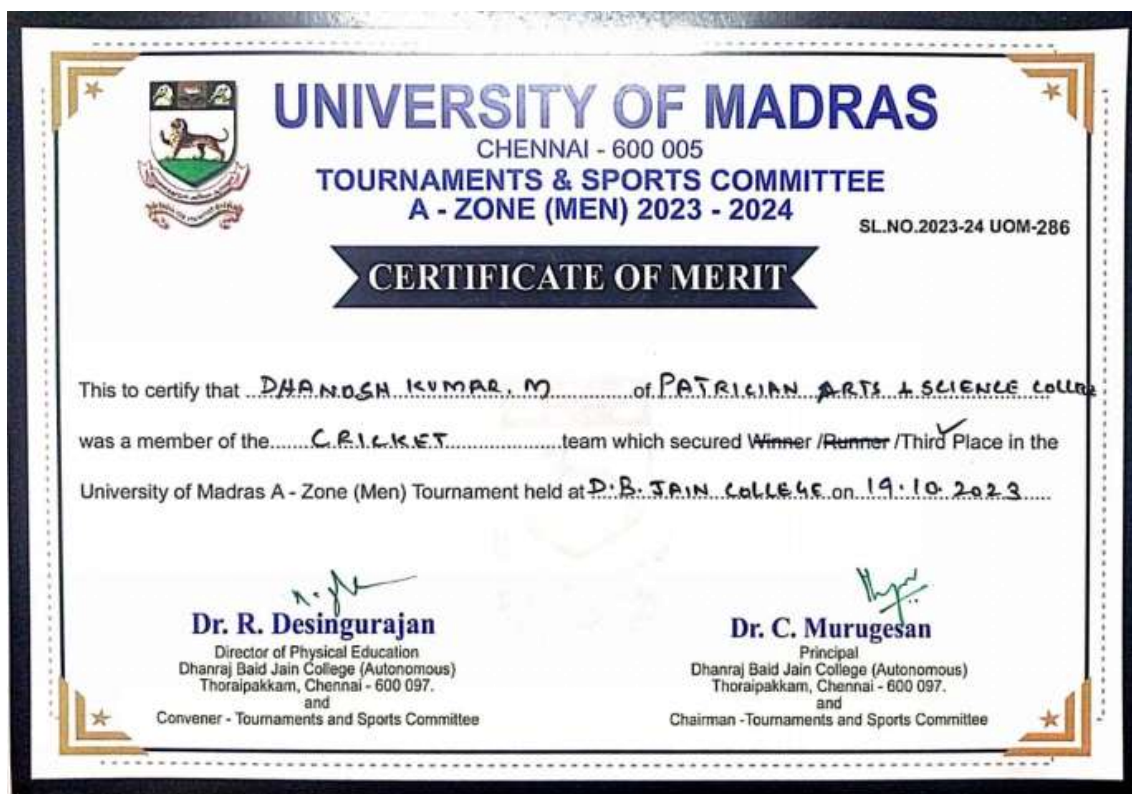 UNIVERSITY OF MADRAS
CHENNAI - 600 005
TOURNAMENTS & SPORTS COMMITTEE
A - ZONE (MEN) 2023 - 2024
SL.NO.2023-24 UOM-286
CERTIFICATE OF MERIT
This to certify that DHANOSH KUMAR. M of PATRICIAN ARTS & SCIENCE COLLEGE
was a member of the CRICKET team which secured Winner /Runner /Third Place in the
University of Madras A - Zone (Men) Tournament held at D.B. JAIN COLLEGE on 19.10.2023
Dr. R. Desingurajan
Director of Physical Education
Dhanraj Baid Jain College (Autonomous)
Thoraipakkam, Chennai - 600 097.
and
Convener - Tournaments and Sports Committee
Dr. C. Murugesan
Principal
Dhanraj Baid Jain College (Autonomous)
Thoraipakkam, Chennai - 600 097.
and
Chairman -Tournaments and Sports Committee